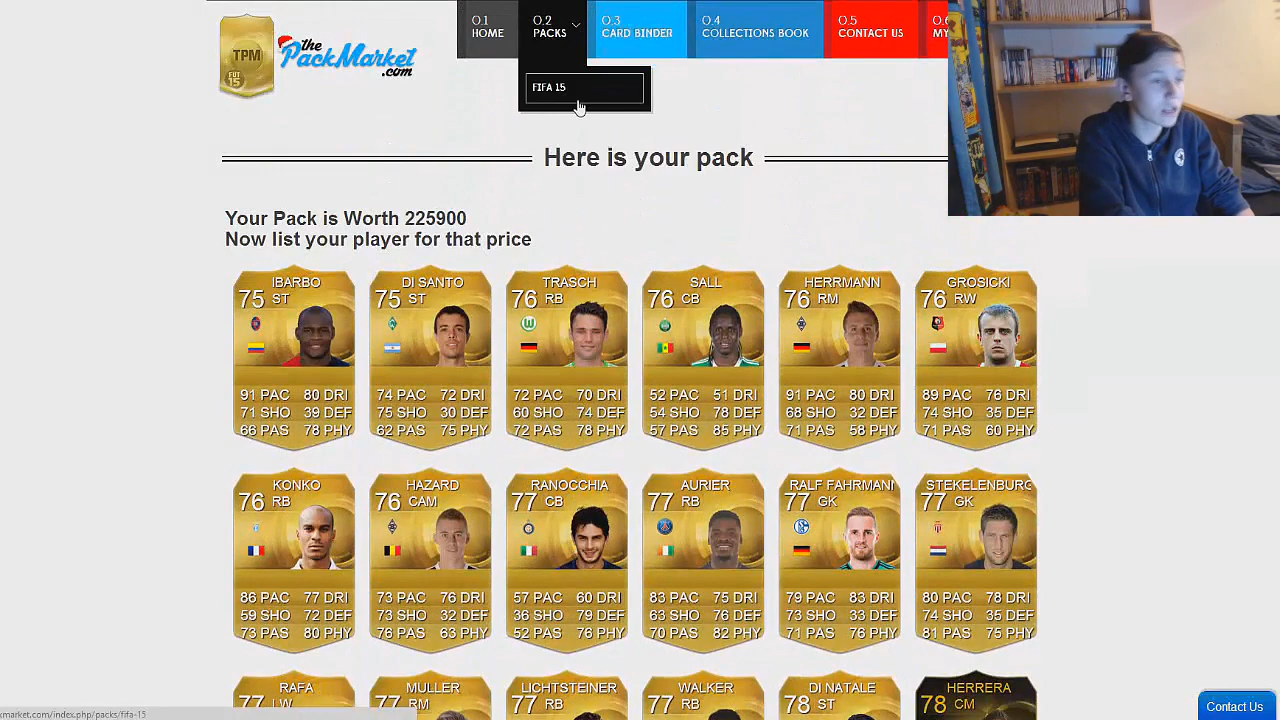 TPM
FUT
15
the
PackMarket
.com
0.1
HOME
0.2
PACKS
0.3
CARD BINDER
0.4
COLLECTIONS BOOK
0.5
CONTACT US
0.6
MY
FIFA 15
Here is your pack
Your Pack is Worth 225900
Now list your player for that price
IBARBO
75 ST
91 PAC 80 DRI
71 SHO 39 DEF
66 PAS 78 PHY
DI SANTO
75 ST
74 PAC 72 DRI
75 SHO 30 DEF
62 PAS 75 PHY
TRASCH
76 RB
72 PAC 70 DRI
60 SHO 74 DEF
72 PAS 78 PHY
SALL
76 CB
52 PAC 51 DRI
54 SHO 78 DEF
57 PAS 85 PHY
HERRMANN
76 RM
91 PAC 80 DRI
68 SHO 32 DEF
71 PAS 58 PHY
GROSICKI
76 RW
89 PAC 76 DRI
74 SHO 35 DEF
71 PAS 60 PHY
KONKO
76 RB
86 PAC 77 DRI
59 SHO 72 DEF
73 PAS 80 PHY
HAZARD
76 CAM
73 PAC 76 DRI
73 SHO 32 DEF
76 PAS 63 PHY
RANOCCHIA
77 CB
57 PAC 60 DRI
36 SHO 79 DEF
52 PAS 76 PHY
AURIER
77 RB
83 PAC 75 DRI
63 SHO 76 DEF
70 PAS 82 PHY
RALF FAHRMANN
77 GK
79 PAC 83 DRI
73 SHO 33 DEF
71 PAS 76 PHY
STEKELENBURG
77 GK
80 PAC 78 DRI
74 SHO 35 DEF
81 PAS 75 PHY
RAFA
77 LW
MULLER
77
LICHTSTEINER
77
WALKER
77
DI NATALE
78 ST
HERRERA
78 CM
xmarket.com/index.php/packs/fifa-15
Contact Us